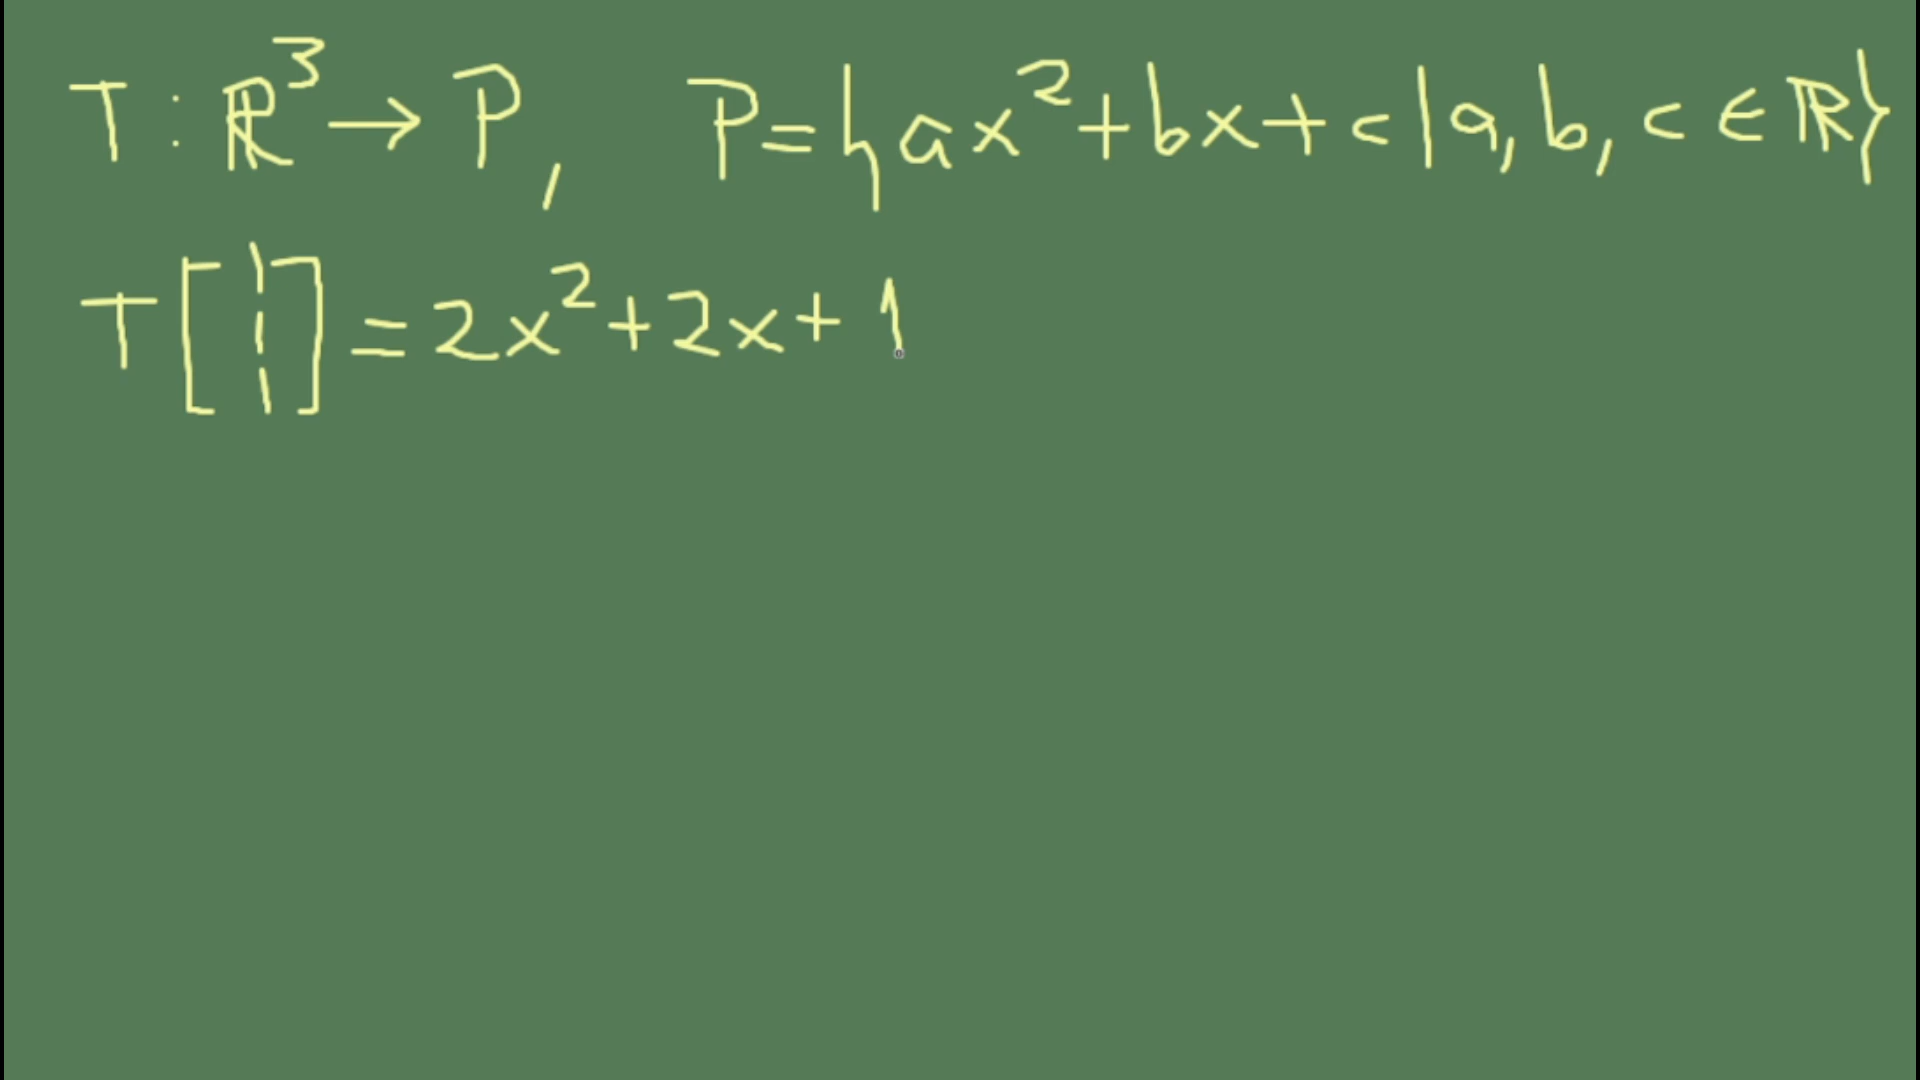 T: ℝ³ → P, P = {ax² + bx + c | a, b, c ∈ ℝ}
T[1 1 1] = 2x² + 2x + 1